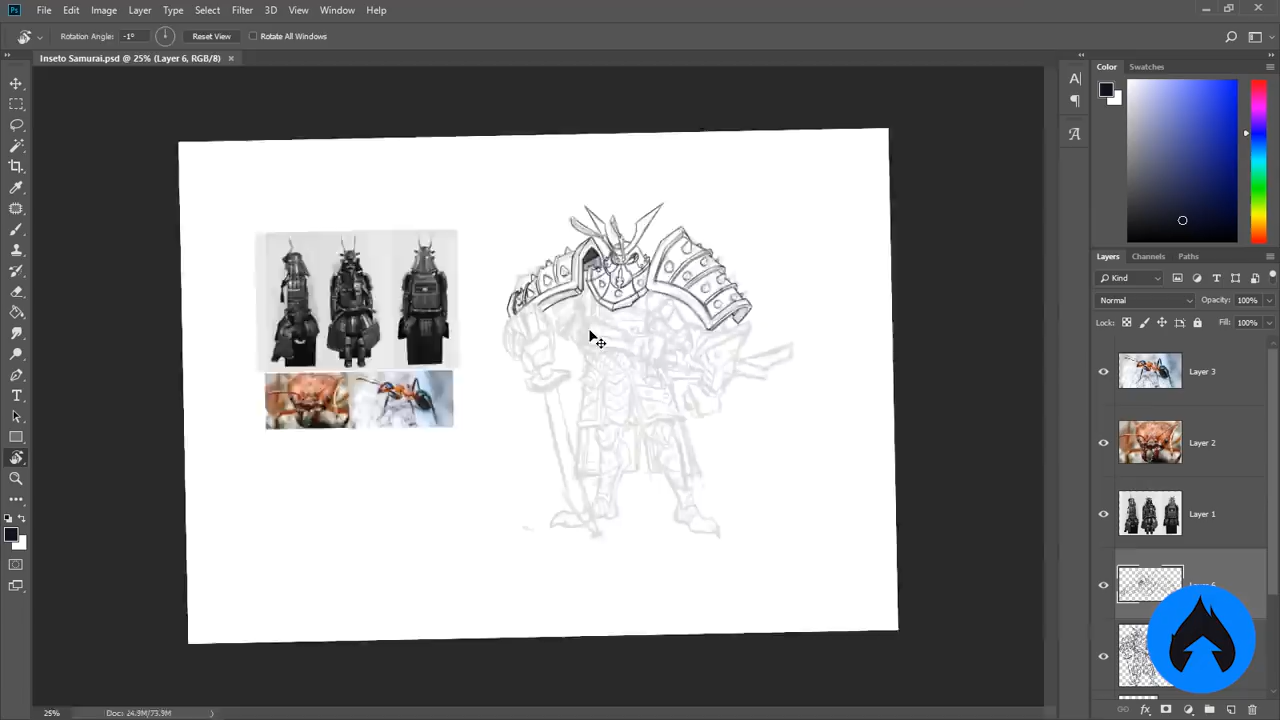 Ps File Edit Image Layer Type Select Filter 3D View Window Help
Rotation Angle: -1° Reset View Rotate All Windows
Inseto Samurai.psd @ 25% (Layer 6, RGB/8) ×
Color Swatches
Layers Channels Paths
Kind
Normal Opacity: 100%
Lock: Fill: 100%
Layer 3
Layer 2
Layer 1
25% Doc: 24.9M/73.9M